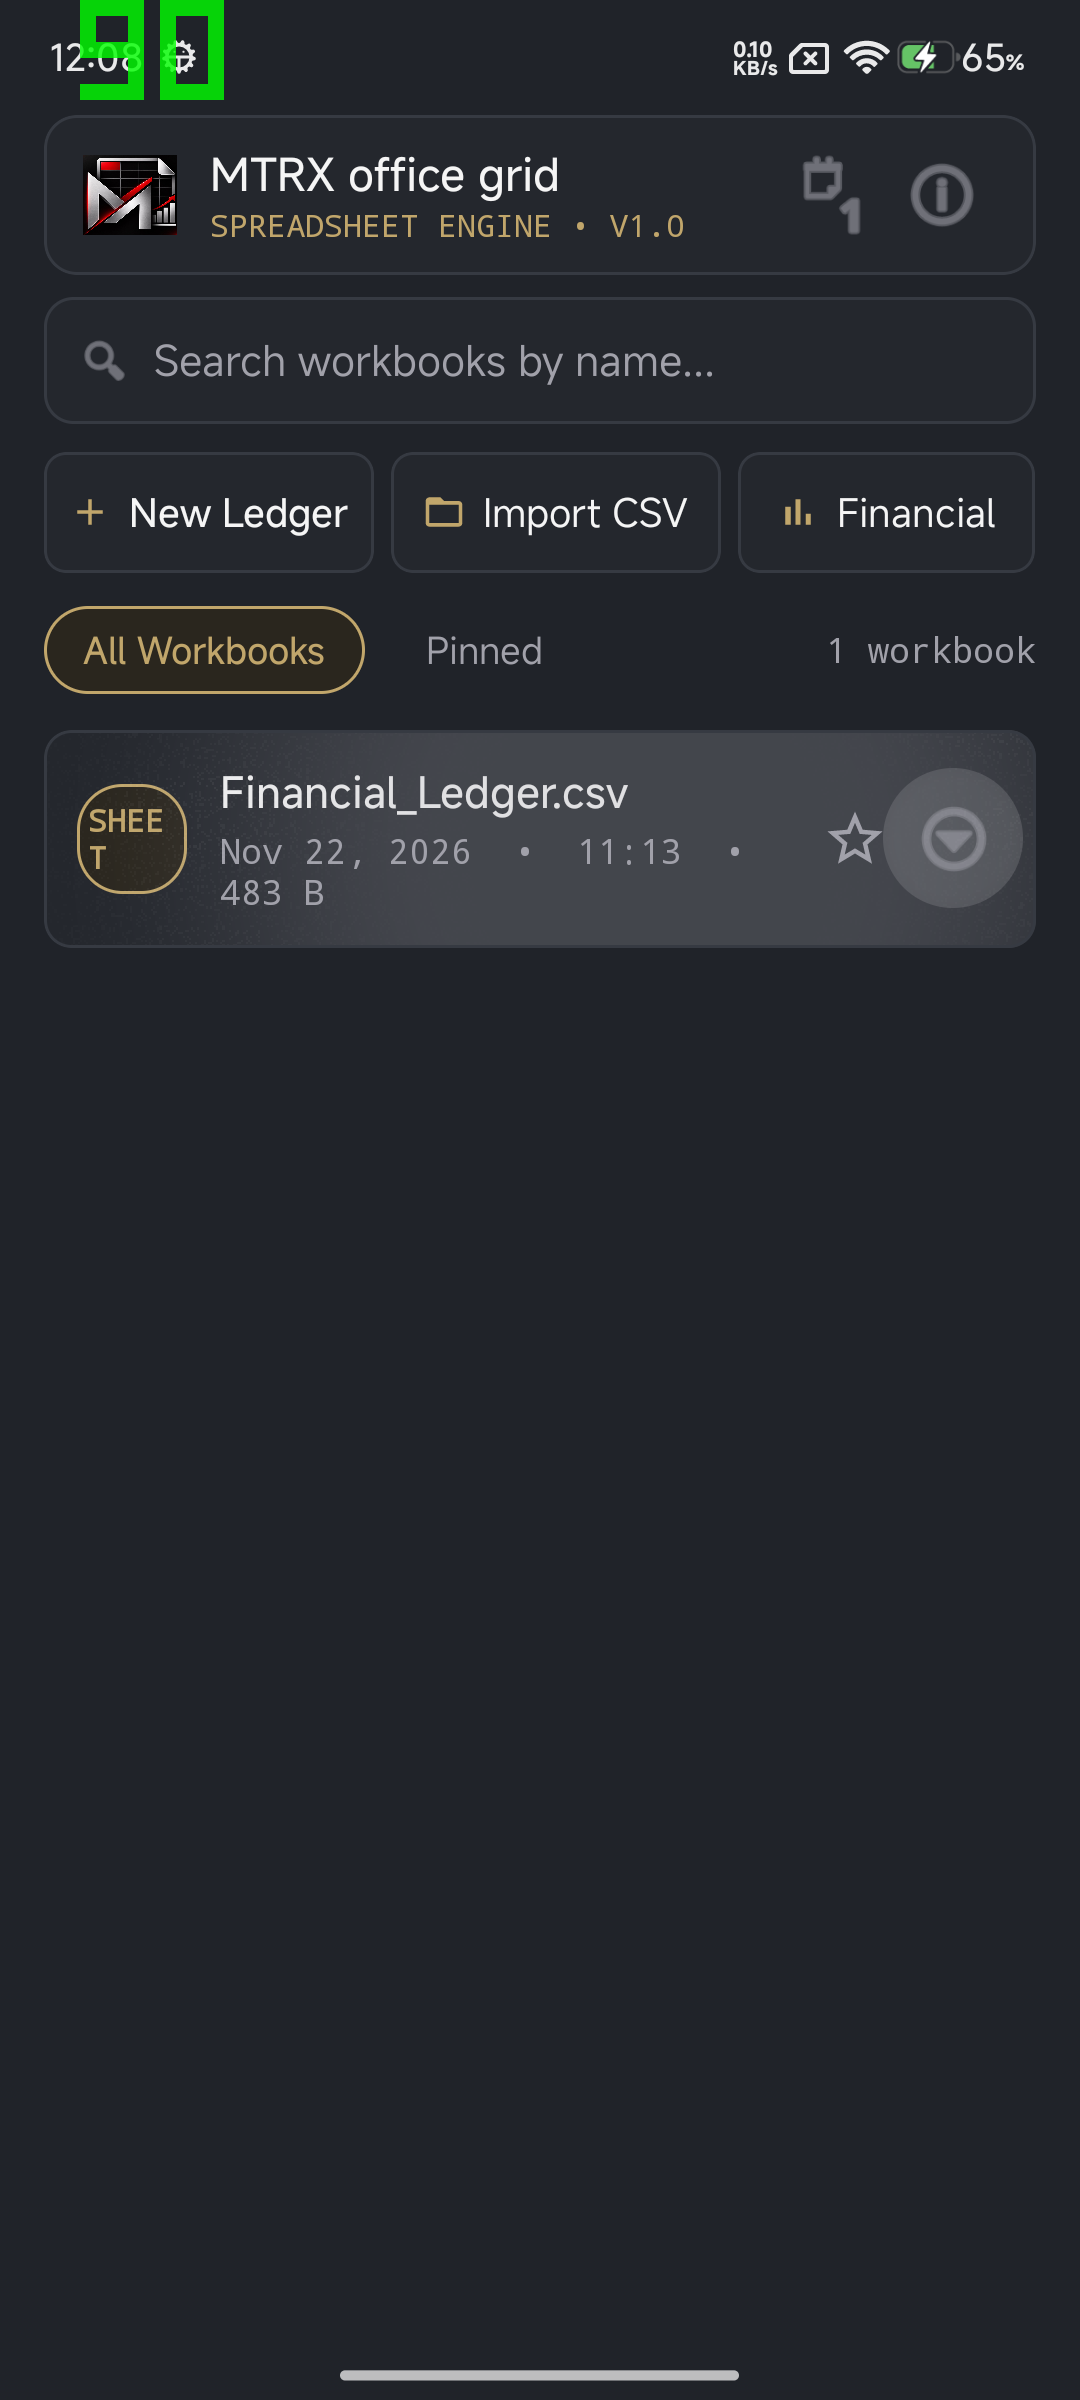 90
12:08
0.10 KB/s
65%
MTRX office grid
SPREADSHEET ENGINE • V1.0
1
Search workbooks by name...
+ New Ledger
Import CSV
Financial
All Workbooks
Pinned
1 workbook
SHEE
T
Financial_Ledger.csv
Nov 22, 2026 • 11:13 •
483 B